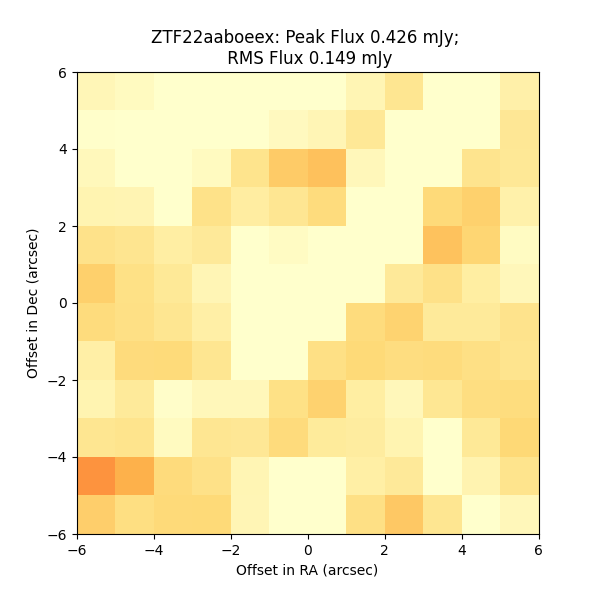 ZTF22aaboeex: Peak Flux 0.426 mJy;
RMS Flux 0.149 mJy
6
4
2
0
−2
−4
−6
Offset in Dec (arcsec)
−6 −4 −2 0 2 4 6
Offset in RA (arcsec)